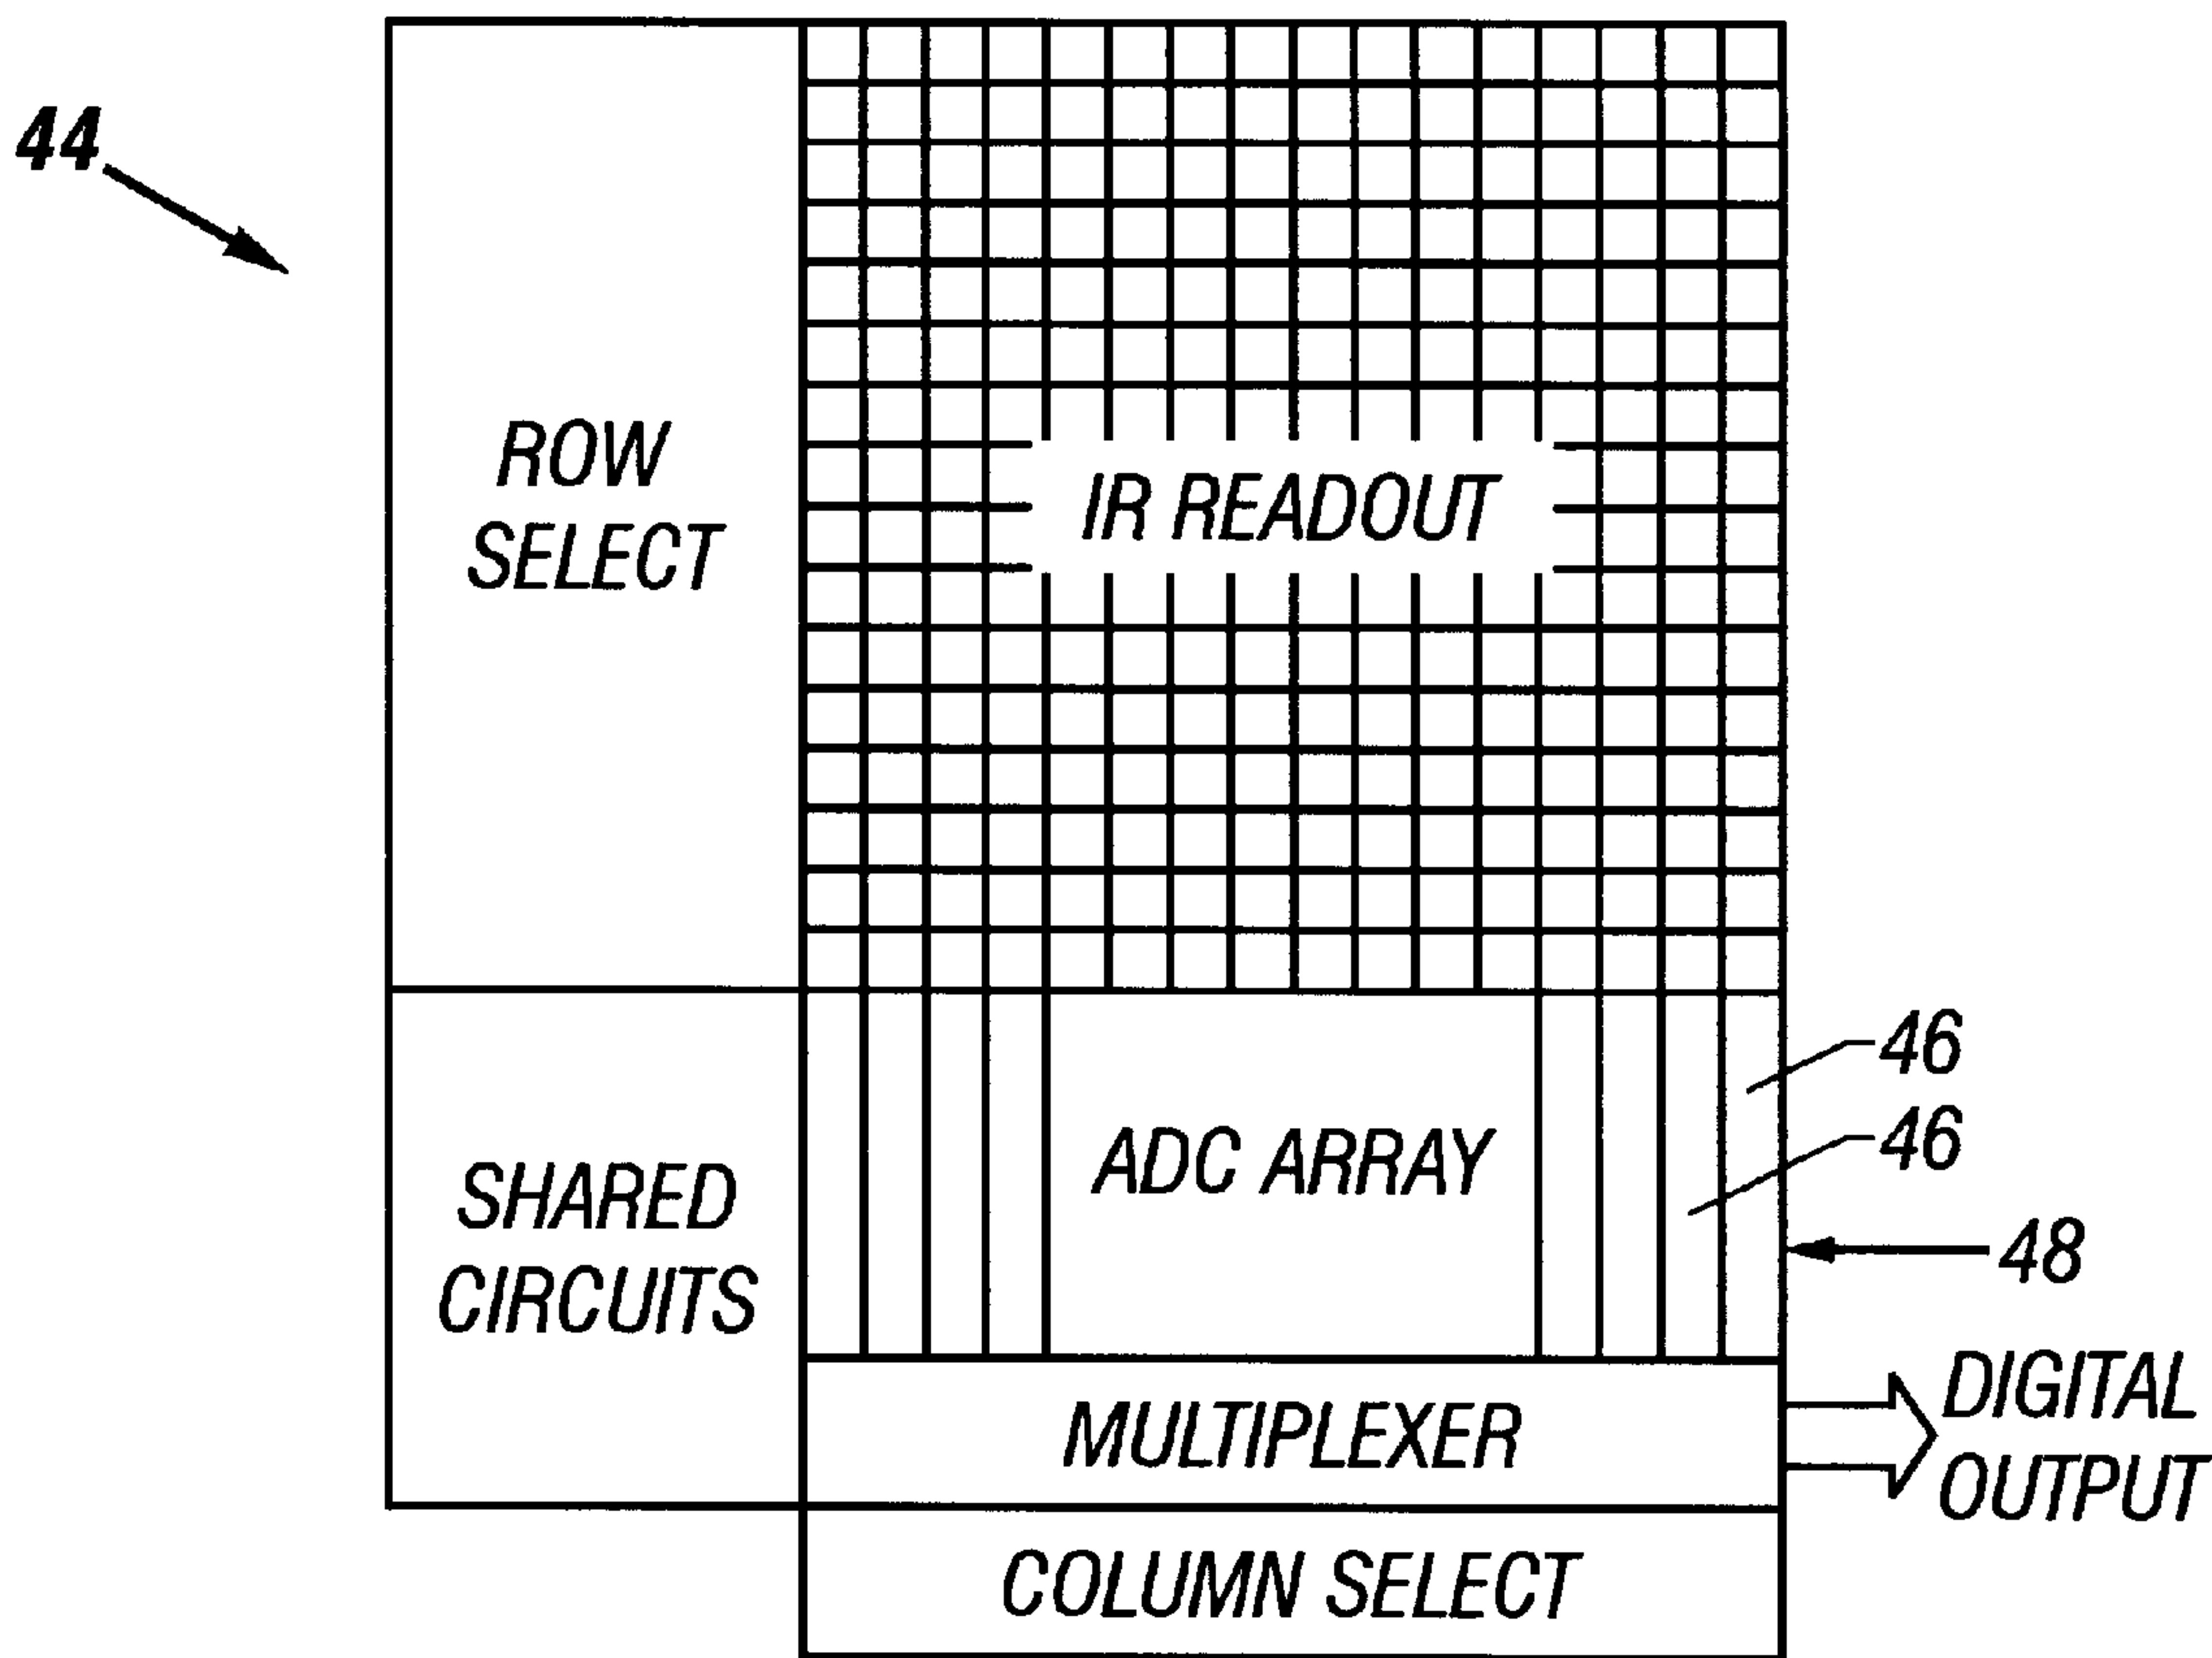 44
ROW
SELECT
IR READOUT
SHARED
CIRCUITS
ADC ARRAY
46
46
48
MULTIPLEXER
DIGITAL
OUTPUT
COLUMN SELECT